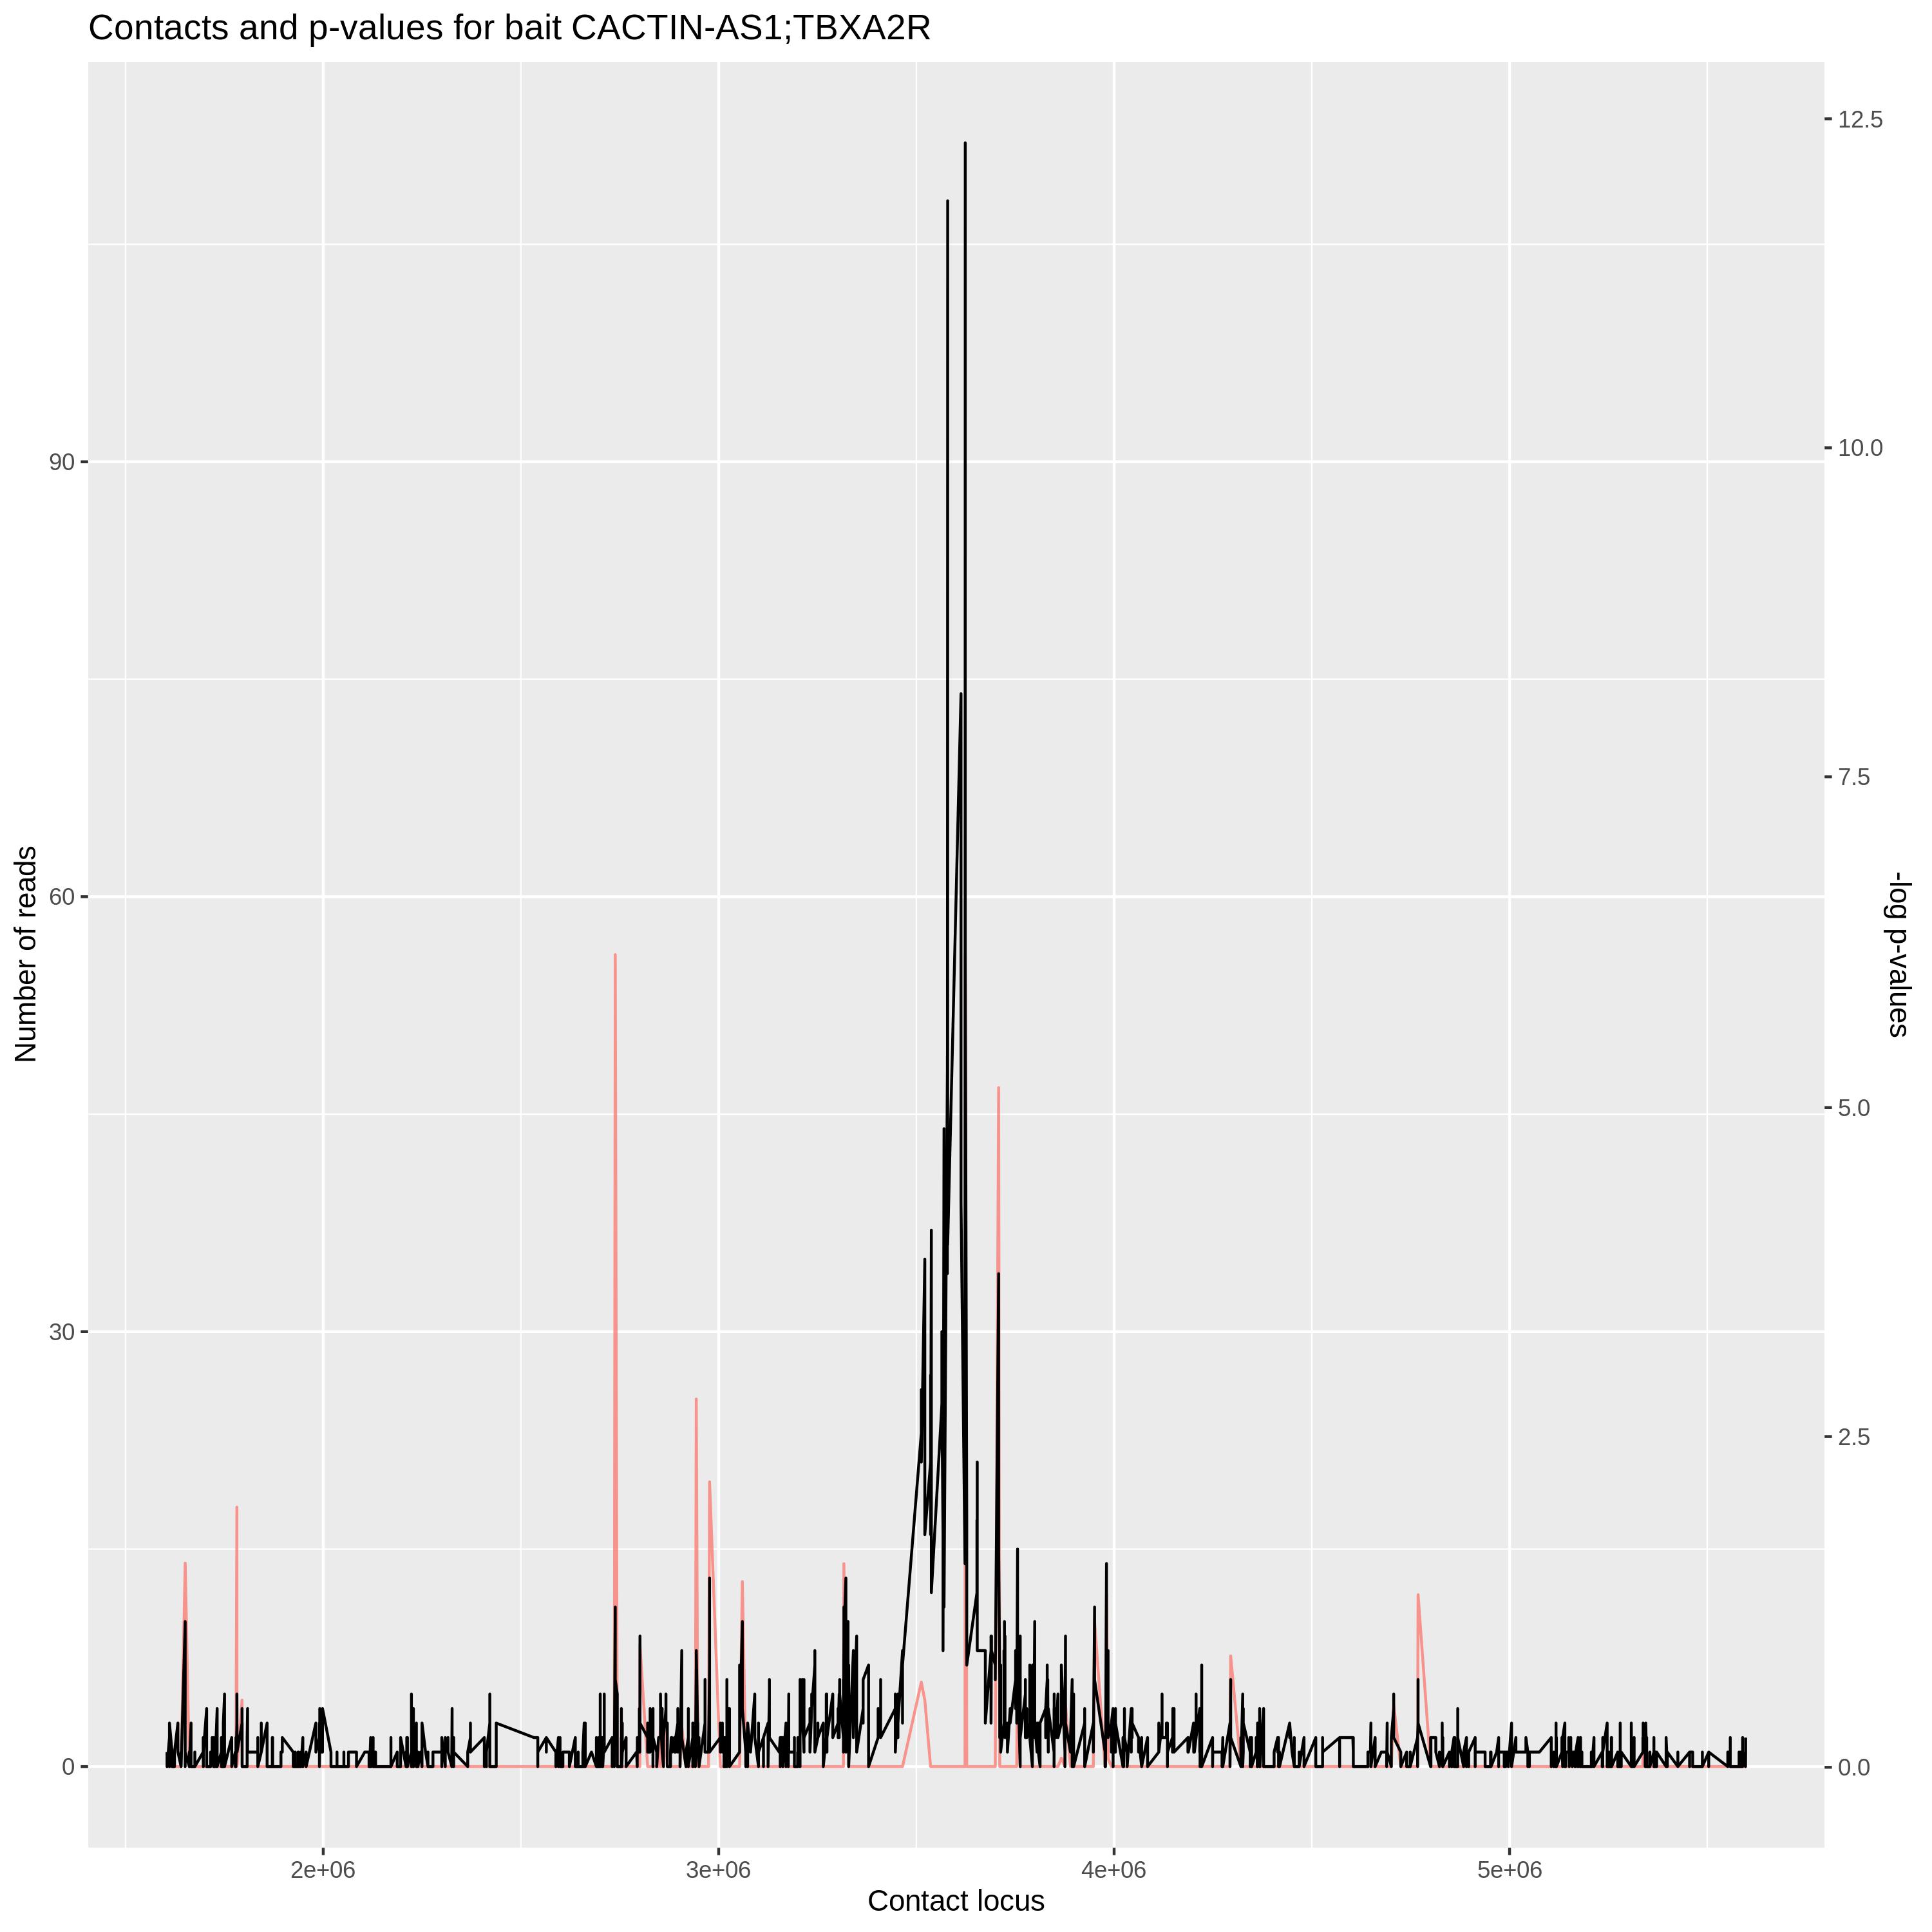 Contacts and p-values for bait CACTIN-AS1;TBXA2R
Number of reads
90
60
30
0
12.5
10.0
7.5
5.0
2.5
0.0
-log p-values
2e+06
3e+06
4e+06
5e+06
Contact locus